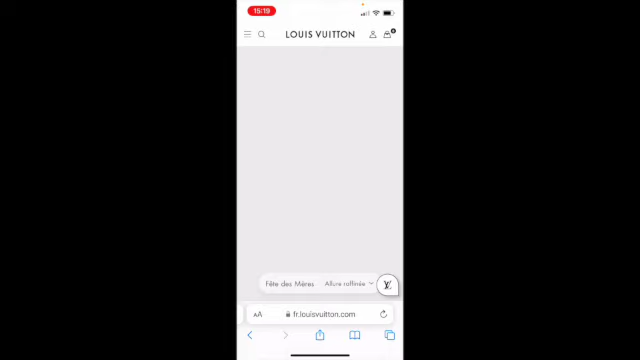 15:19
LOUIS VUITTON
Fête des Mères Allure raffinée
AA fr.louisvuitton.com